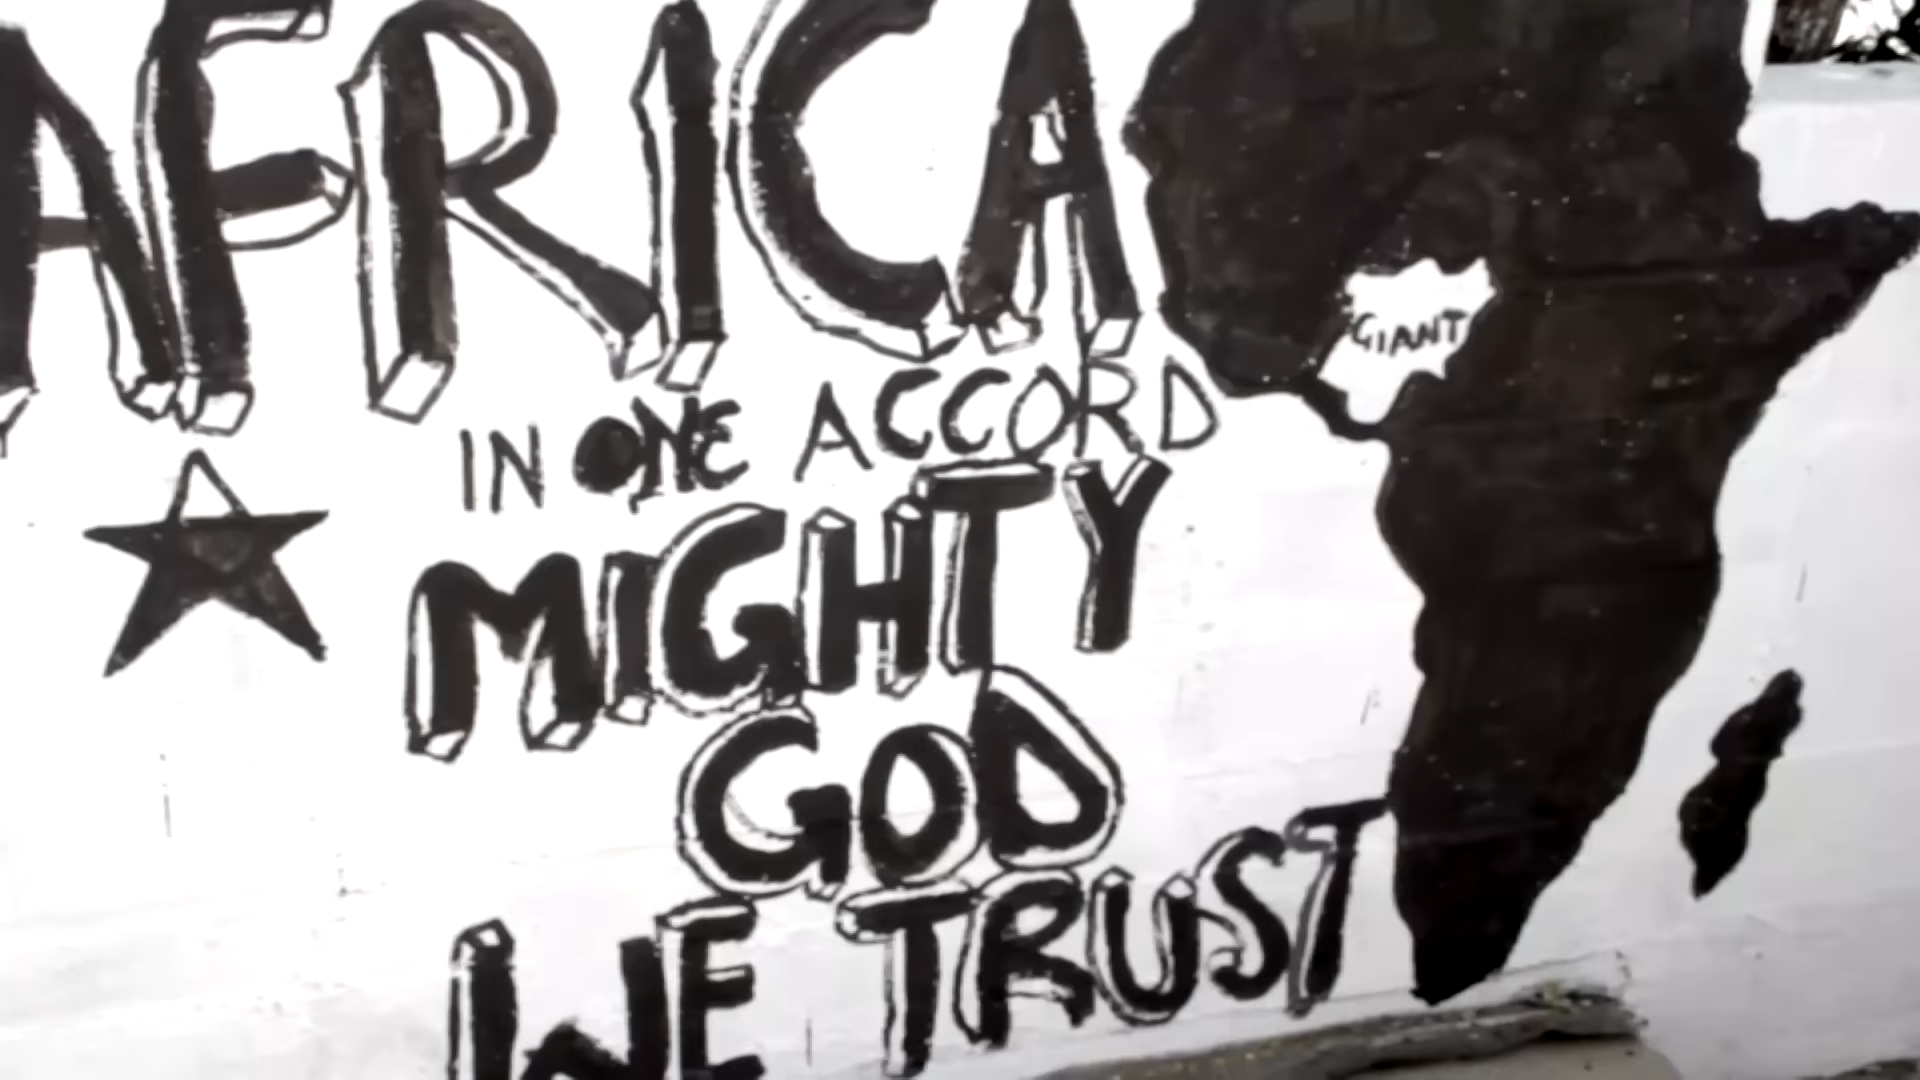 AFRICA
IN ONE ACCORD
MIGHTY
GOD
WE TRUST
GIANT